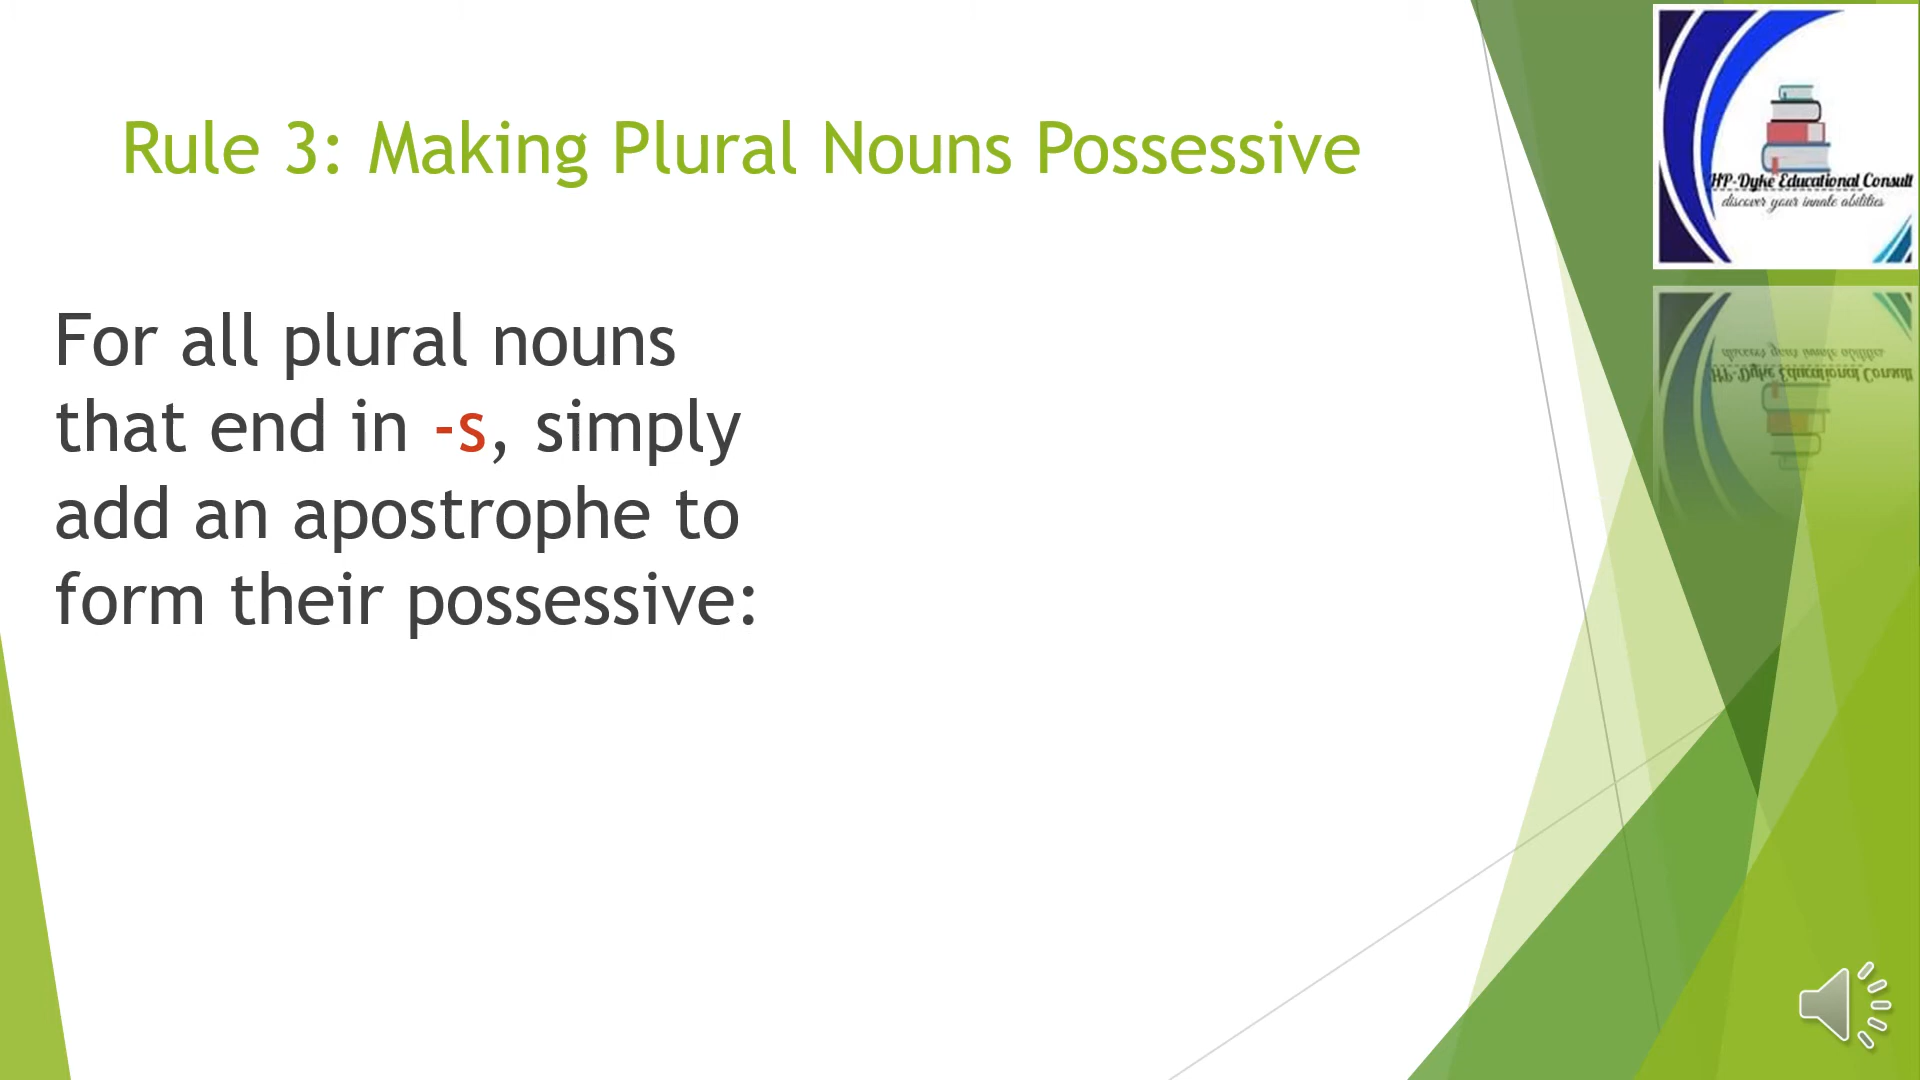 Rule 3: Making Plural Nouns Possessive
HP-Dyke Educational Consult
discover your innate abilities
For all plural nouns
that end in -s, simply
add an apostrophe to
form their possessive: